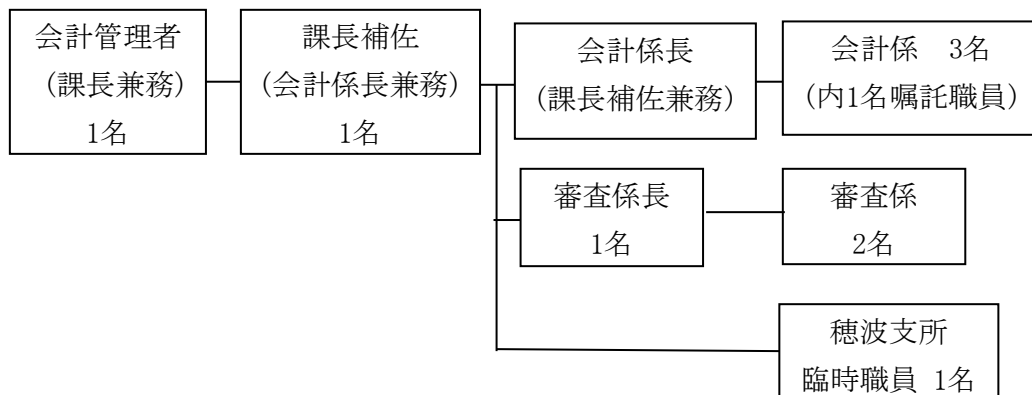 会計管理者
(課長兼務)
1名
課長補佐
(会計係長兼務)
1名
会計係長
(課長補佐兼務)
会計係　3名
(内1名嘱託職員)
審査係長
1名
審査係
2名
穂波支所
臨時職員 1名